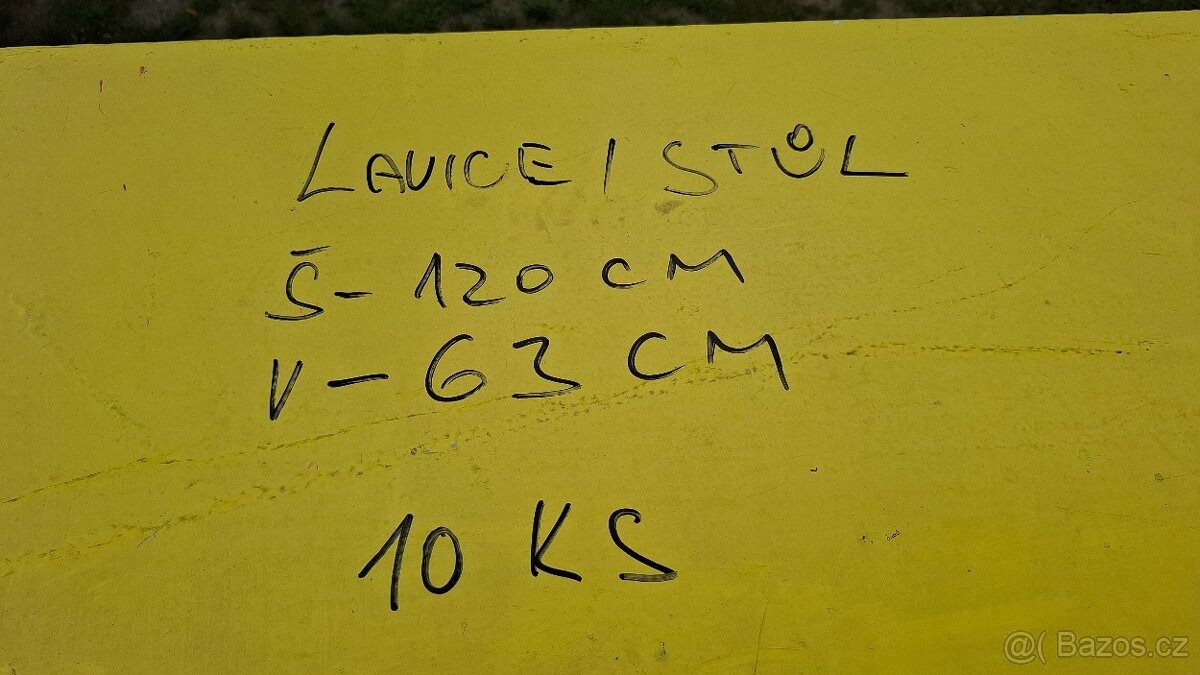 LAVICE / STŮL
Š - 120 CM
V - 63 CM
10 KS
@( Bazos.cz